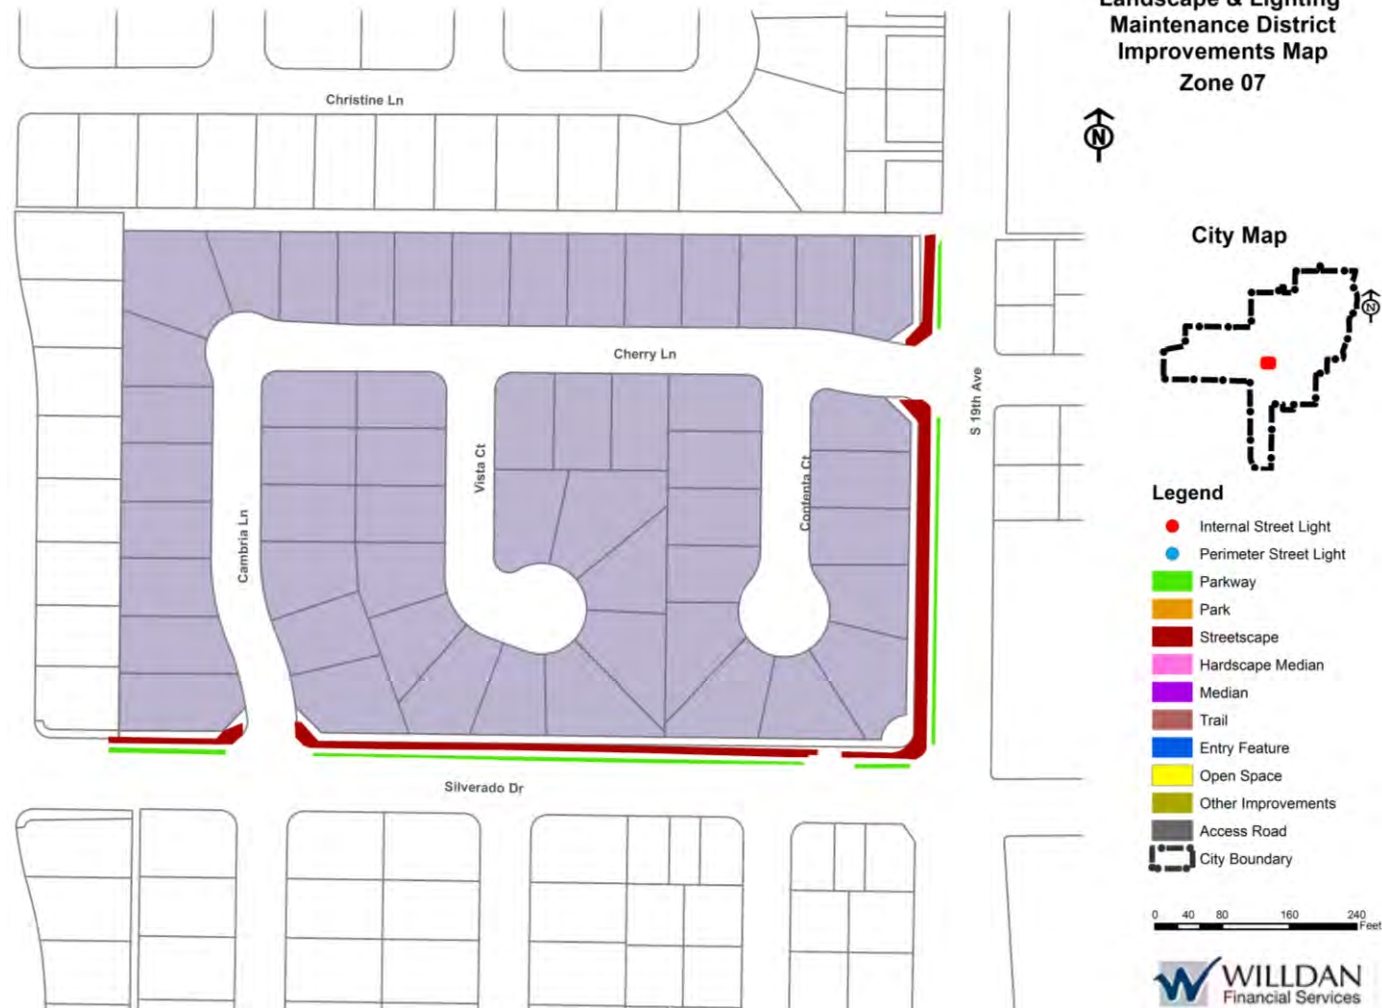 Landscape & Lighting
Maintenance District
Improvements Map
Zone 07
N
Christine Ln
City Map
N
Cherry Ln
S 19th Ave
Vista Ct
Contenta Ct
Cambria Ln
Silverado Dr
Legend
Internal Street Light
Perimeter Street Light
Parkway
Park
Streetscape
Hardscape Median
Median
Trail
Entry Feature
Open Space
Other Improvements
Access Road
City Boundary
0 40 80 160 240
Feet
WILLDAN
Financial Services